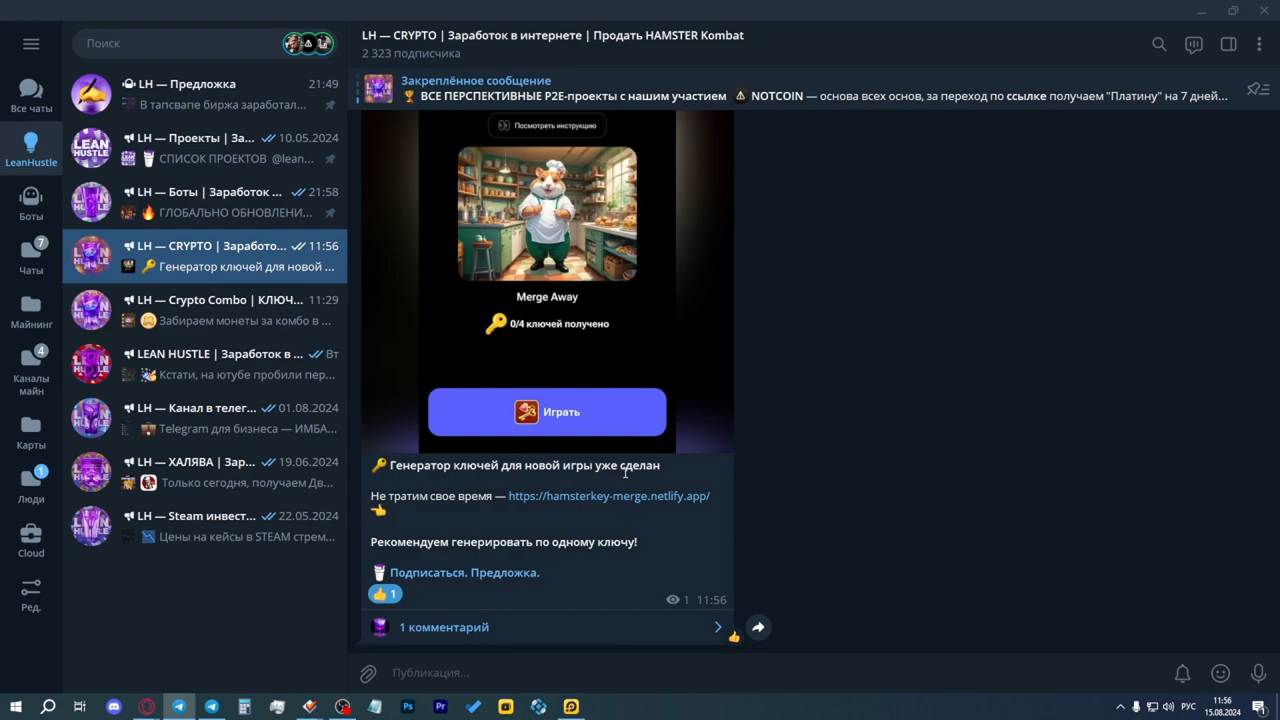 Поиск
Все чаты
LeanHustle
Боты
7
Чаты
Майнинг
4
Каналы
майн
Карты
1
Люди
Cloud
Ред.
LH — Предложка 21:49
В тапсвапе биржа заработал...
LH — Проекты | За... 10.05.2024
СПИСОК ПРОЕКТОВ @lean...
LH — Боты | Заработок ... 21:58
ГЛОБАЛЬНО ОБНОВЛЕНИ...
LH — CRYPTO | Заработо... 11:56
Генератор ключей для новой ...
LH — Crypto Combo | КЛЮЧ... 11:29
Забираем монеты за комбо в ...
LEAN HUSTLE | Заработок в ... Вт
Кстати, на ютубе пробили пер...
LH — Канал в телег... 01.08.2024
Telegram для бизнеса — ИМБА...
LH — ХАЛЯВА | Зар... 19.06.2024
Только сегодня, получаем Дв...
LH — Steam инвест... 22.05.2024
Цены на кейсы в STEAM стрем...
LH — CRYPTO | Заработок в интернете | Продать HAMSTER Kombat
2 323 подписчика
Закреплённое сообщение
ВСЕ ПЕРСПЕКТИВНЫЕ P2E-проекты с нашим участием NOTCOIN — основа всех основ, за переход по ссылке получаем "Платину" на 7 дней...
Посмотреть инструкцию
Merge Away
0/4 ключей получено
Играть
Генератор ключей для новой игры уже сделан
Не тратим свое время — https://hamsterkey-merge.netlify.app/
Рекомендуем генерировать по одному ключу!
Подписаться. Предложка.
1
1 11:56
1 комментарий
Публикация...
РУС
11:56
15.08.2024